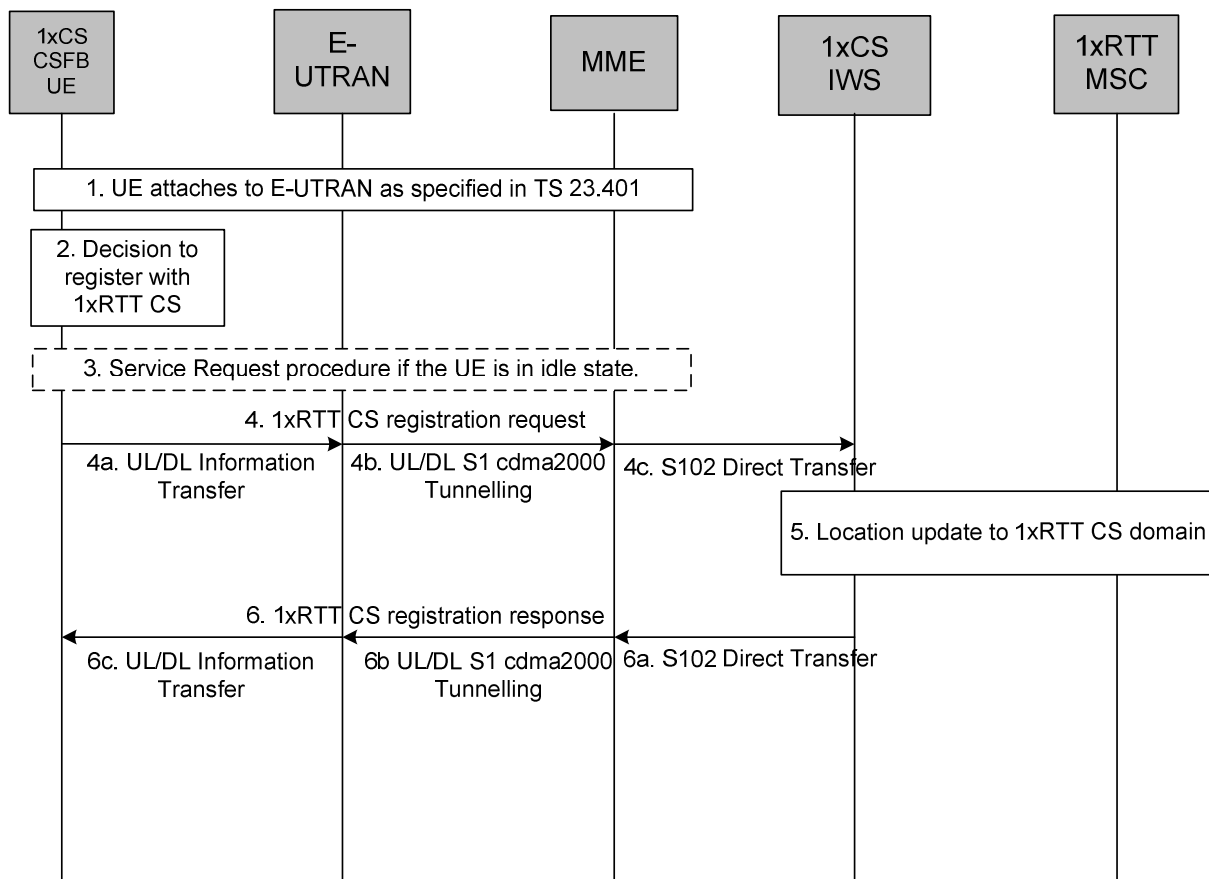 1xCS
CSFB
UE
E-
UTRAN
MME
1xCS
IWS
1xRTT
MSC
1. UE attaches to E-UTRAN as specified in TS 23.401
2. Decision to
register with
1xRTT CS
3. Service Request procedure if the UE is in idle state.
4. 1xRTT CS registration request
4a. UL/DL Information
Transfer
4b. UL/DL S1 cdma2000
Tunnelling
4c. S102 Direct Transfer
5. Location update to 1xRTT CS domain
6. 1xRTT CS registration response
6c. UL/DL Information
Transfer
6b UL/DL S1 cdma2000
Tunnelling
6a. S102 Direct Transfer